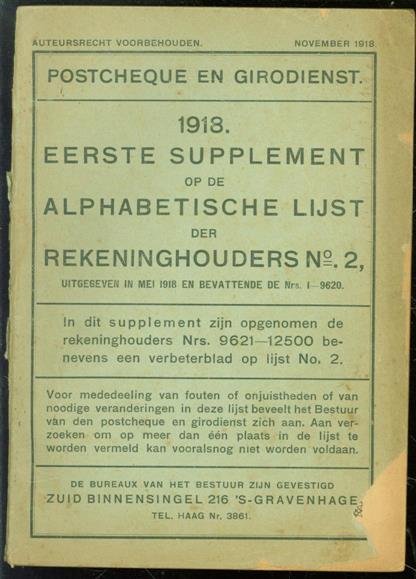 AUTEURSRECHT VOORBEHOUDEN. NOVEMBER 1918.
POSTCHEQUE EN GIRODIENST.
1918.
EERSTE SUPPLEMENT
OP DE
ALPHABETISCHE LIJST
DER
REKENINGHOUDERS Nº. 2,
UITGEGEVEN IN MEI 1918 EN BEVATTENDE DE Nrs. 1—9620.
In dit supplement zijn opgenomen de
rekeninghouders Nrs. 9621—12500 be-
nevens een verbeterblad op lijst No. 2.
Voor mededeeling van fouten of onjuistheden of van
noodige veranderingen in deze lijst beveelt het Bestuur
van den postcheque en girodienst zich aan. Aan ver-
zoeken om op meer dan één plaats in de lijst te
worden vermeld kan vooralsnog niet worden voldaan.
DE BUREAUX VAN HET BESTUUR ZIJN GEVESTIGD
ZUID BINNENSINGEL 216 'S-GRAVENHAGE.
TEL. HAAG Nr. 3861.